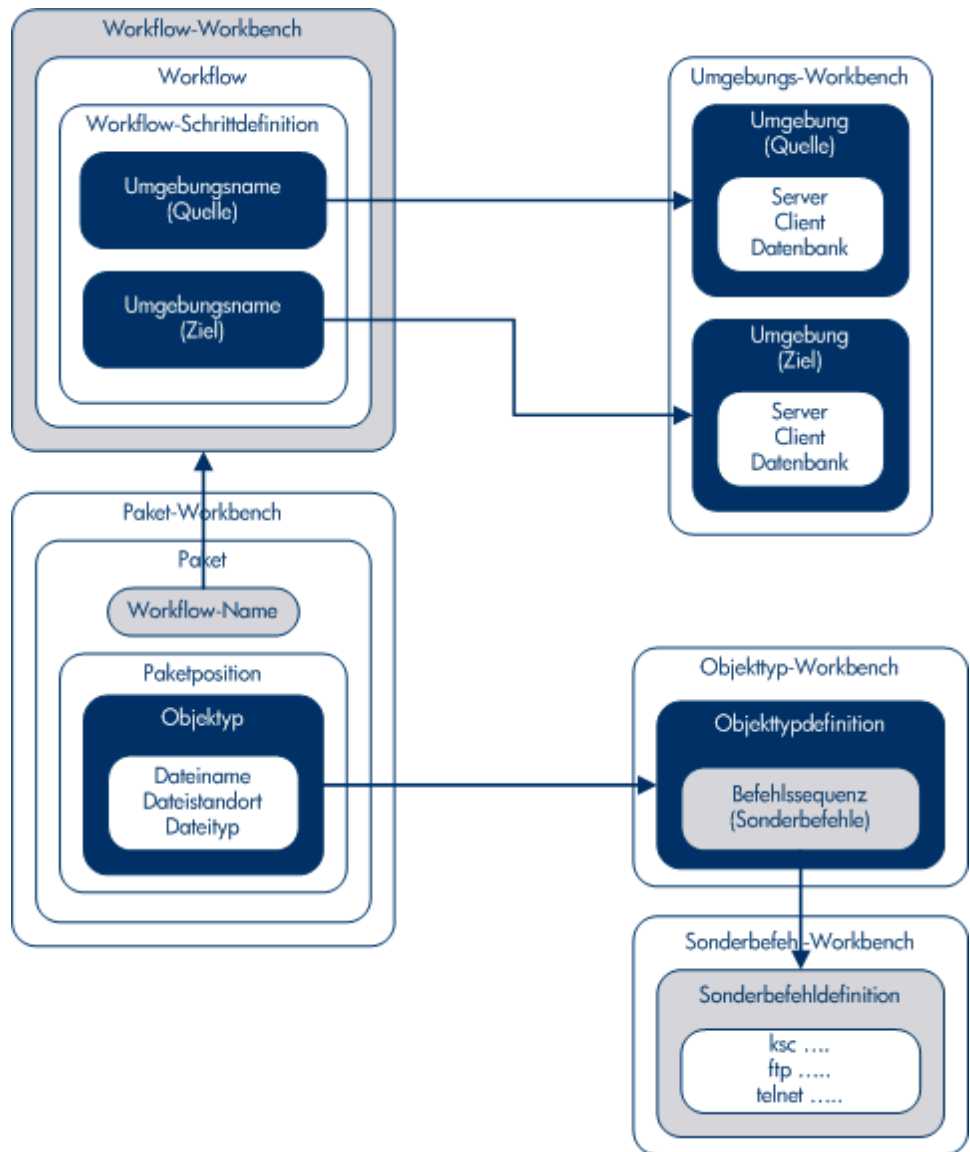 Workflow-Workbench
Workflow
Workflow-Schrittdefinition
Umgebungsname
(Quelle)
Umgebungsname
(Ziel)
Umgebungs-Workbench
Umgebung
(Quelle)
Server
Client
Datenbank
Umgebung
(Ziel)
Server
Client
Datenbank
Paket-Workbench
Paket
Workflow-Name
Paketposition
Objektyp
Dateiname
Dateistandort
Dateityp
Objekttyp-Workbench
Objekttypdefinition
Befehlssequenz
(Sonderbefehle)
Sonderbefehl-Workbench
Sonderbefehldefinition
ksc ....
ftp .....
telnet .....